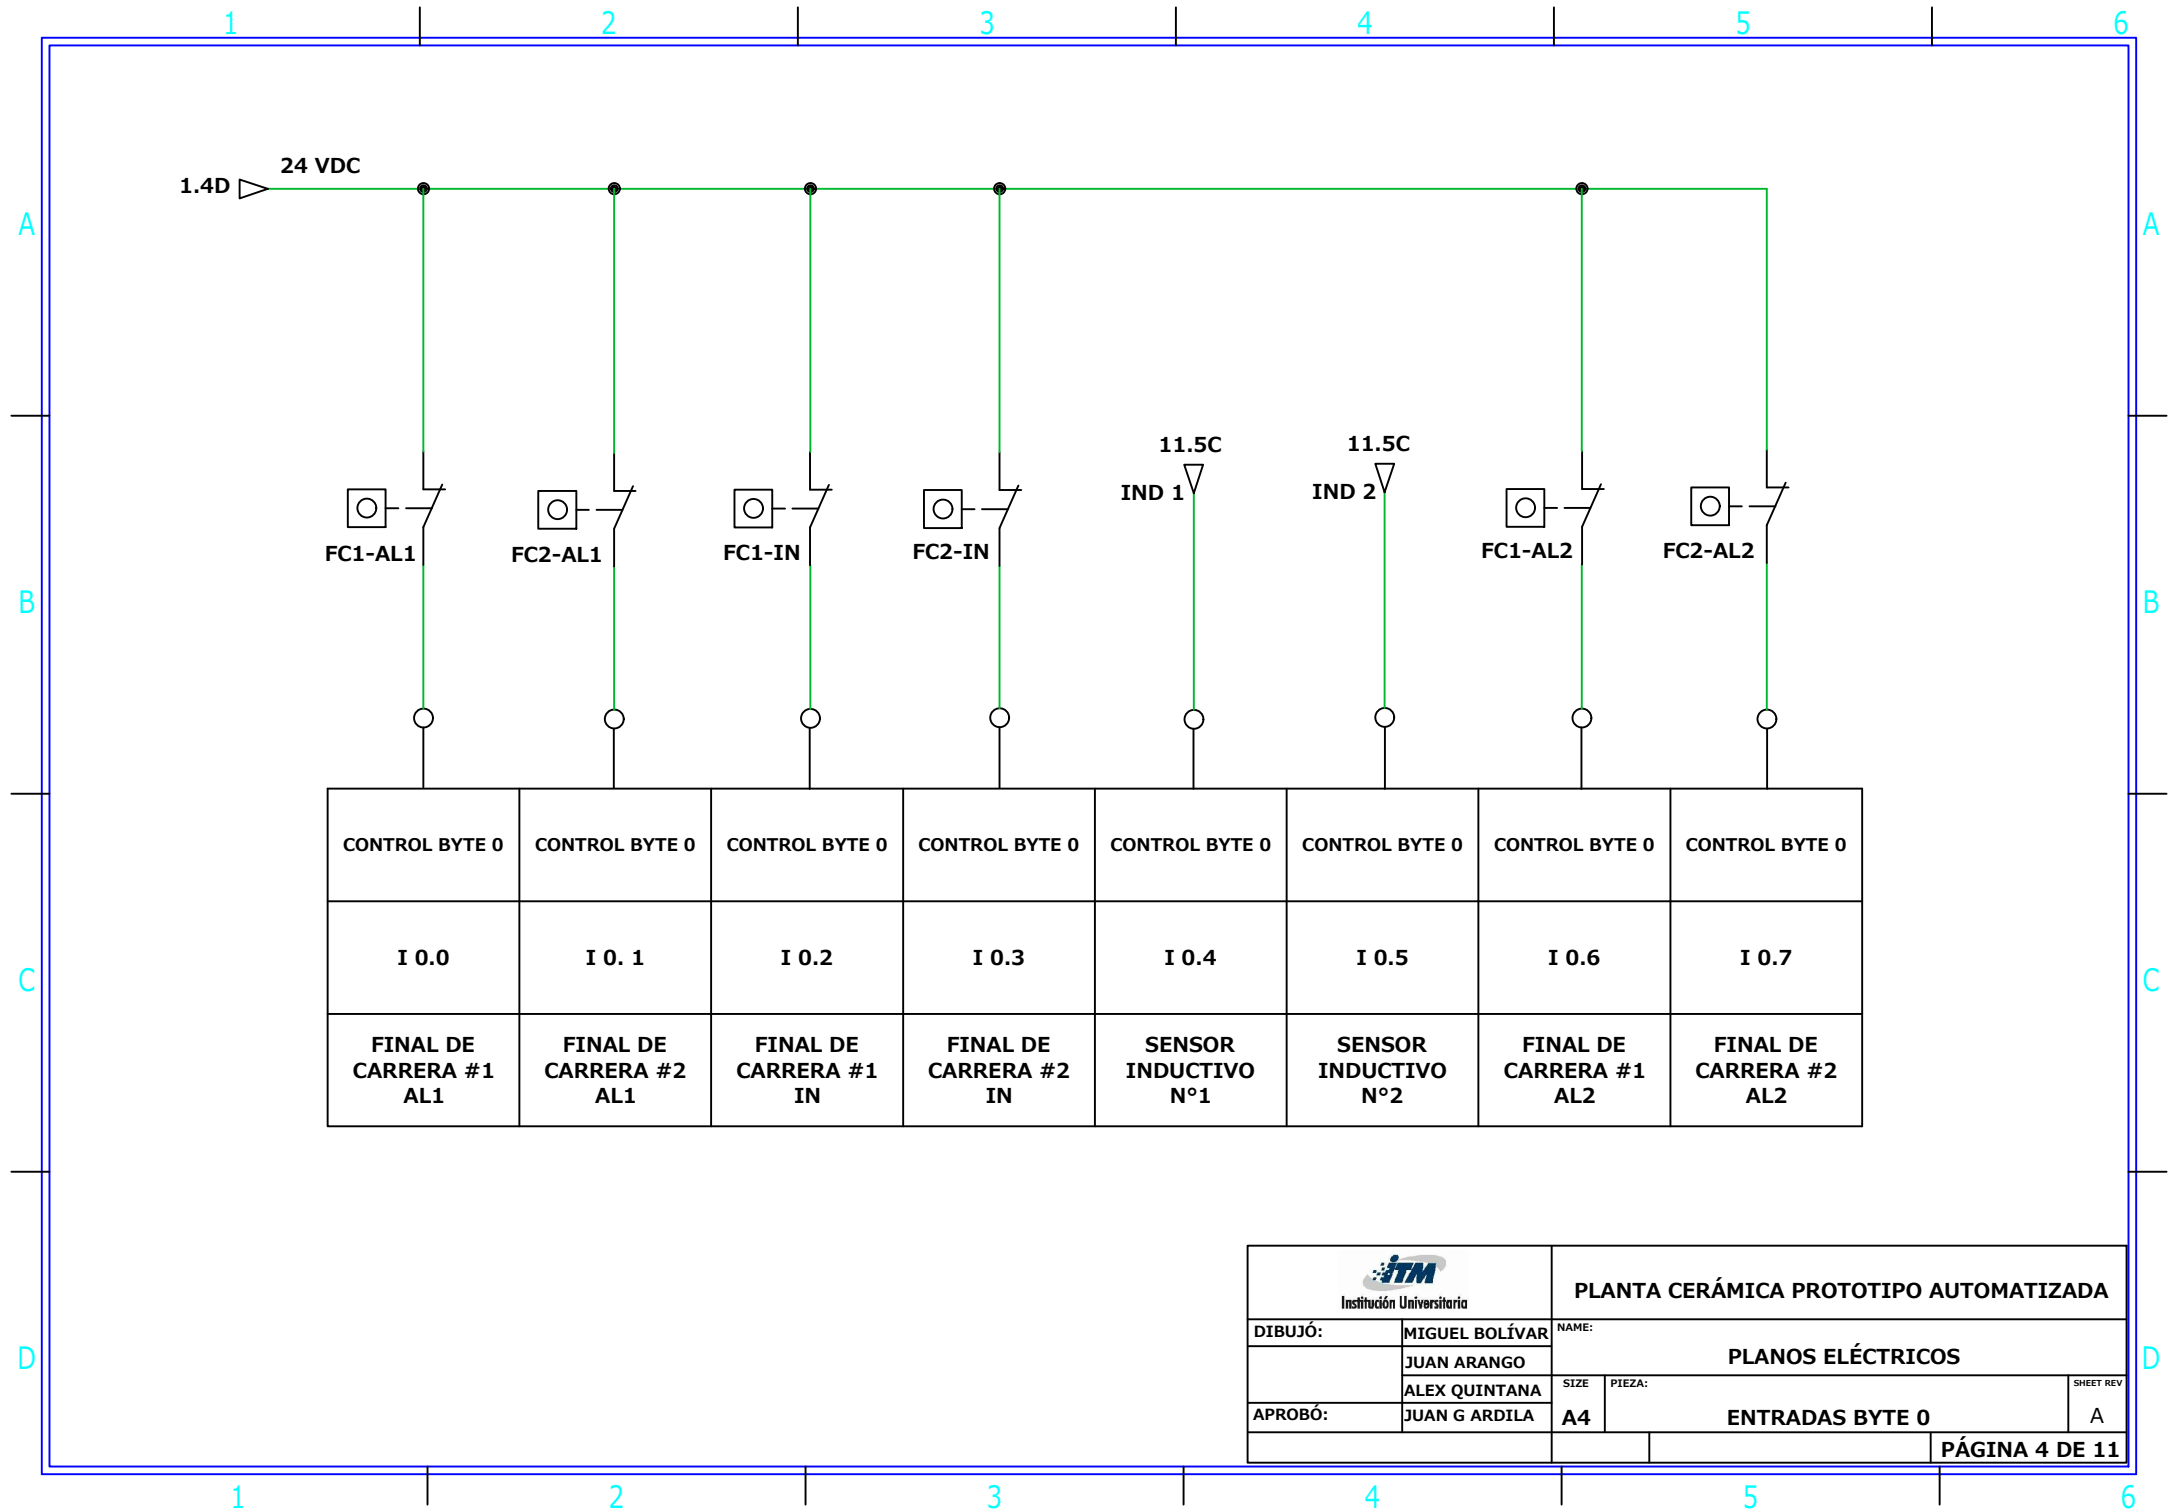 1 2 3 4 5 6
24 VDC
1.4D
A A
11.5C 11.5C
IND 1 IND 2
FC1-AL1 FC2-AL1 FC1-IN FC2-IN FC1-AL2 FC2-AL2
B B
CONTROL BYTE 0 CONTROL BYTE 0 CONTROL BYTE 0 CONTROL BYTE 0 CONTROL BYTE 0 CONTROL BYTE 0 CONTROL BYTE 0 CONTROL BYTE 0
I 0.0 I 0. 1 I 0.2 I 0.3 I 0.4 I 0.5 I 0.6 I 0.7
C C
FINAL DE FINAL DE FINAL DE FINAL DE SENSOR SENSOR FINAL DE FINAL DE
CARRERA #1 CARRERA #2 CARRERA #1 CARRERA #2 INDUCTIVO INDUCTIVO CARRERA #1 CARRERA #2
AL1 AL1 IN IN N°1 N°2 AL2 AL2
iTM
Institución Universitaria
PLANTA CERÁMICA PROTOTIPO AUTOMATIZADA
DIBUJÓ: MIGUEL BOLÍVAR
JUAN ARANGO
ALEX QUINTANA
APROBÓ: JUAN G ARDILA
NAME:
PLANOS ELÉCTRICOS
SIZE PIEZA: SHEET REV
A4 ENTRADAS BYTE 0 A
PÁGINA 4 DE 11
D D
1 2 3 4 5 6